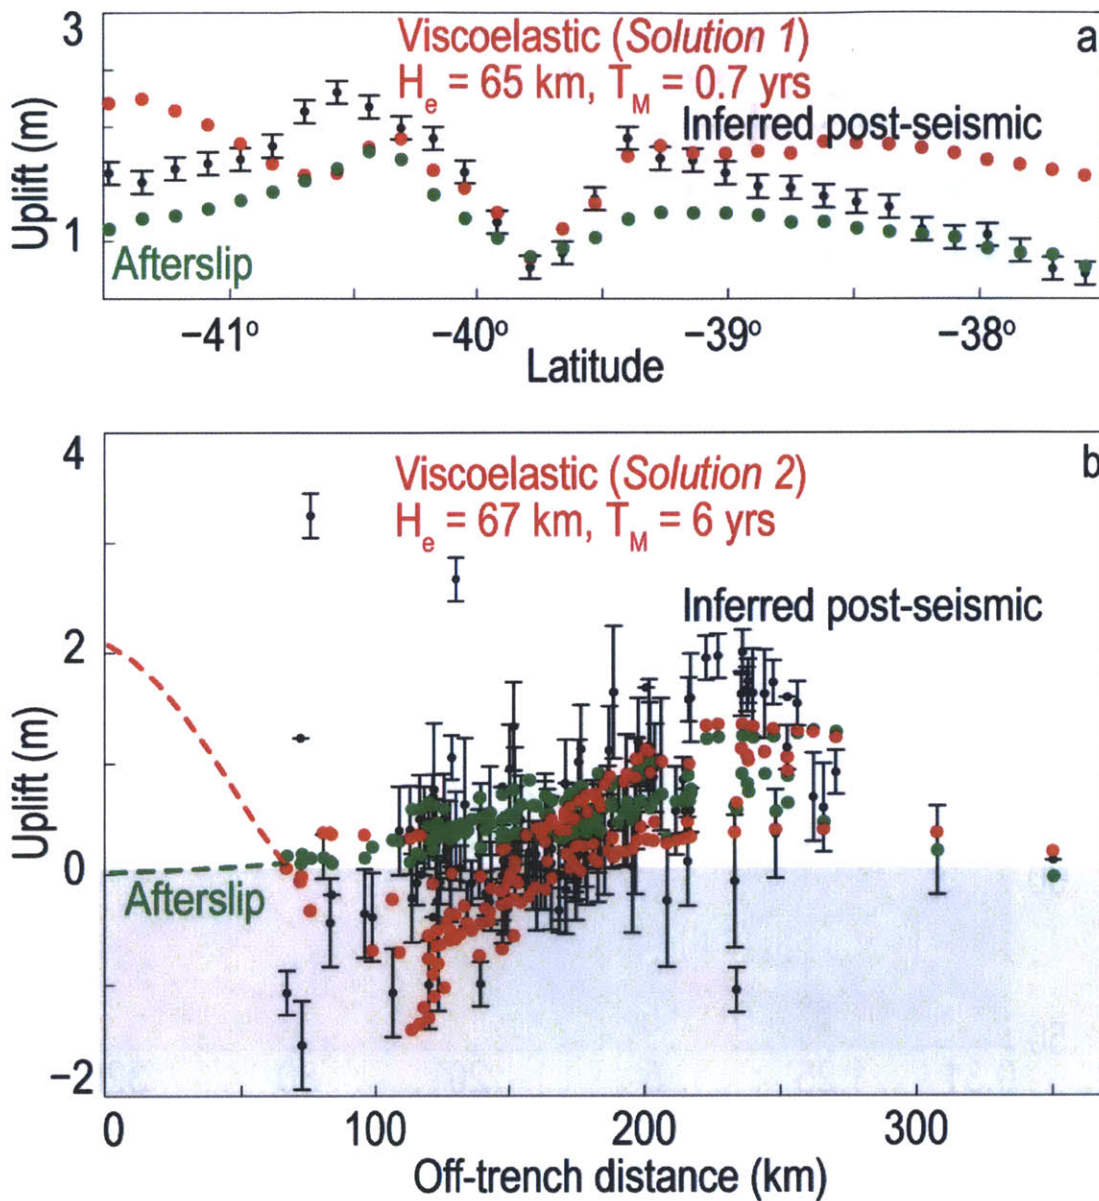 3
a
Viscoelastic (Solution 1)
Hₑ = 65 km, T_M = 0.7 yrs
Inferred post-seismic
Uplift (m)
1
Afterslip
−41° −40° −39° −38°
Latitude
4
b
Viscoelastic (Solution 2)
Hₑ = 67 km, T_M = 6 yrs
Inferred post-seismic
2
Uplift (m)
0
Afterslip
−2
0 100 200 300
Off-trench distance (km)